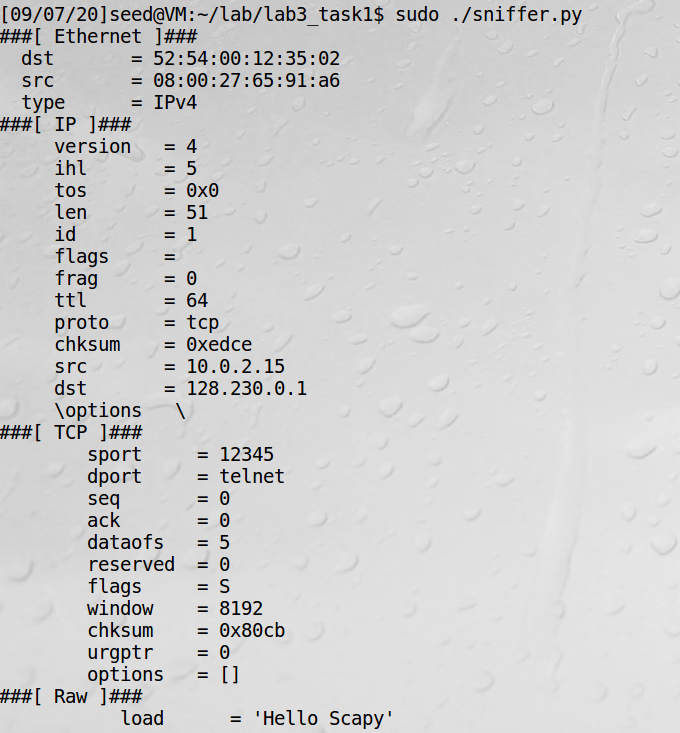 [09/07/20]seed@VM:~/lab/lab3_task1$ sudo ./sniffer.py
###[ Ethernet ]###
  dst       = 52:54:00:12:35:02
  src       = 08:00:27:65:91:a6
  type      = IPv4
###[ IP ]###
     version   = 4
     ihl       = 5
     tos       = 0x0
     len       = 51
     id        = 1
     flags     =
     frag      = 0
     ttl       = 64
     proto     = tcp
     chksum    = 0xedce
     src       = 10.0.2.15
     dst       = 128.230.0.1
     \options   \
###[ TCP ]###
        sport     = 12345
        dport     = telnet
        seq       = 0
        ack       = 0
        dataofs   = 5
        reserved  = 0
        flags     = S
        window    = 8192
        chksum    = 0x80cb
        urgptr    = 0
        options   = []
###[ Raw ]###
           load      = 'Hello Scapy'